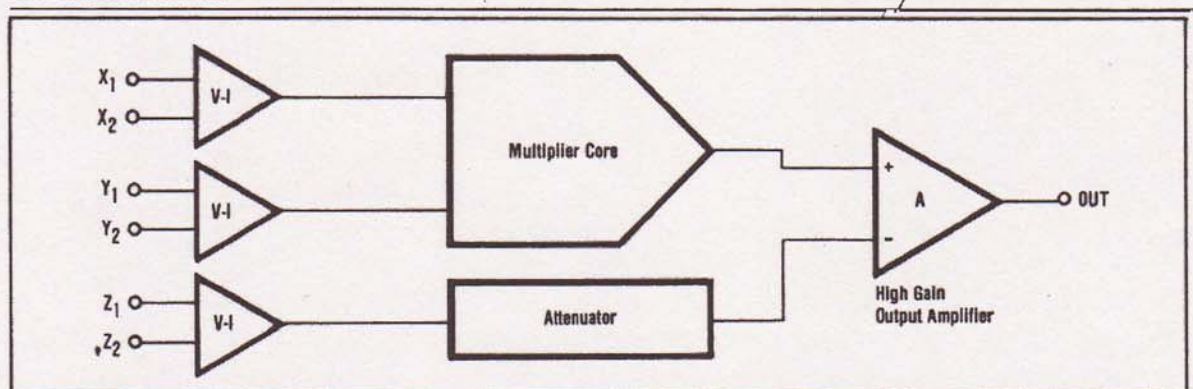 X1
V-I
X2
Multiplier Core
Y1
V-I
Y2
+
A
OUT
-
Z1
V-I
Z2
Attenuator
High Gain
Output Amplifier